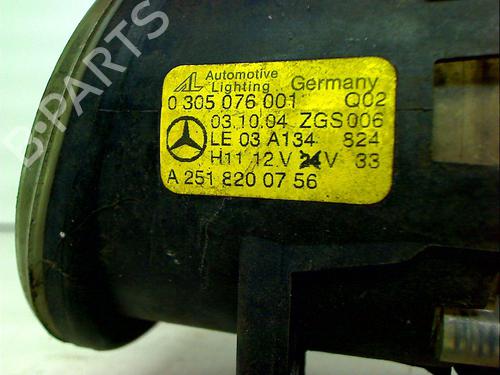 B-PARTS
AL Automotive Lighting Germany
0 305 076 001 Q02
03.10.04 ZGS 006
LE 03 A134 824
H11 12 V 24 V 33
A 251 820 07 56